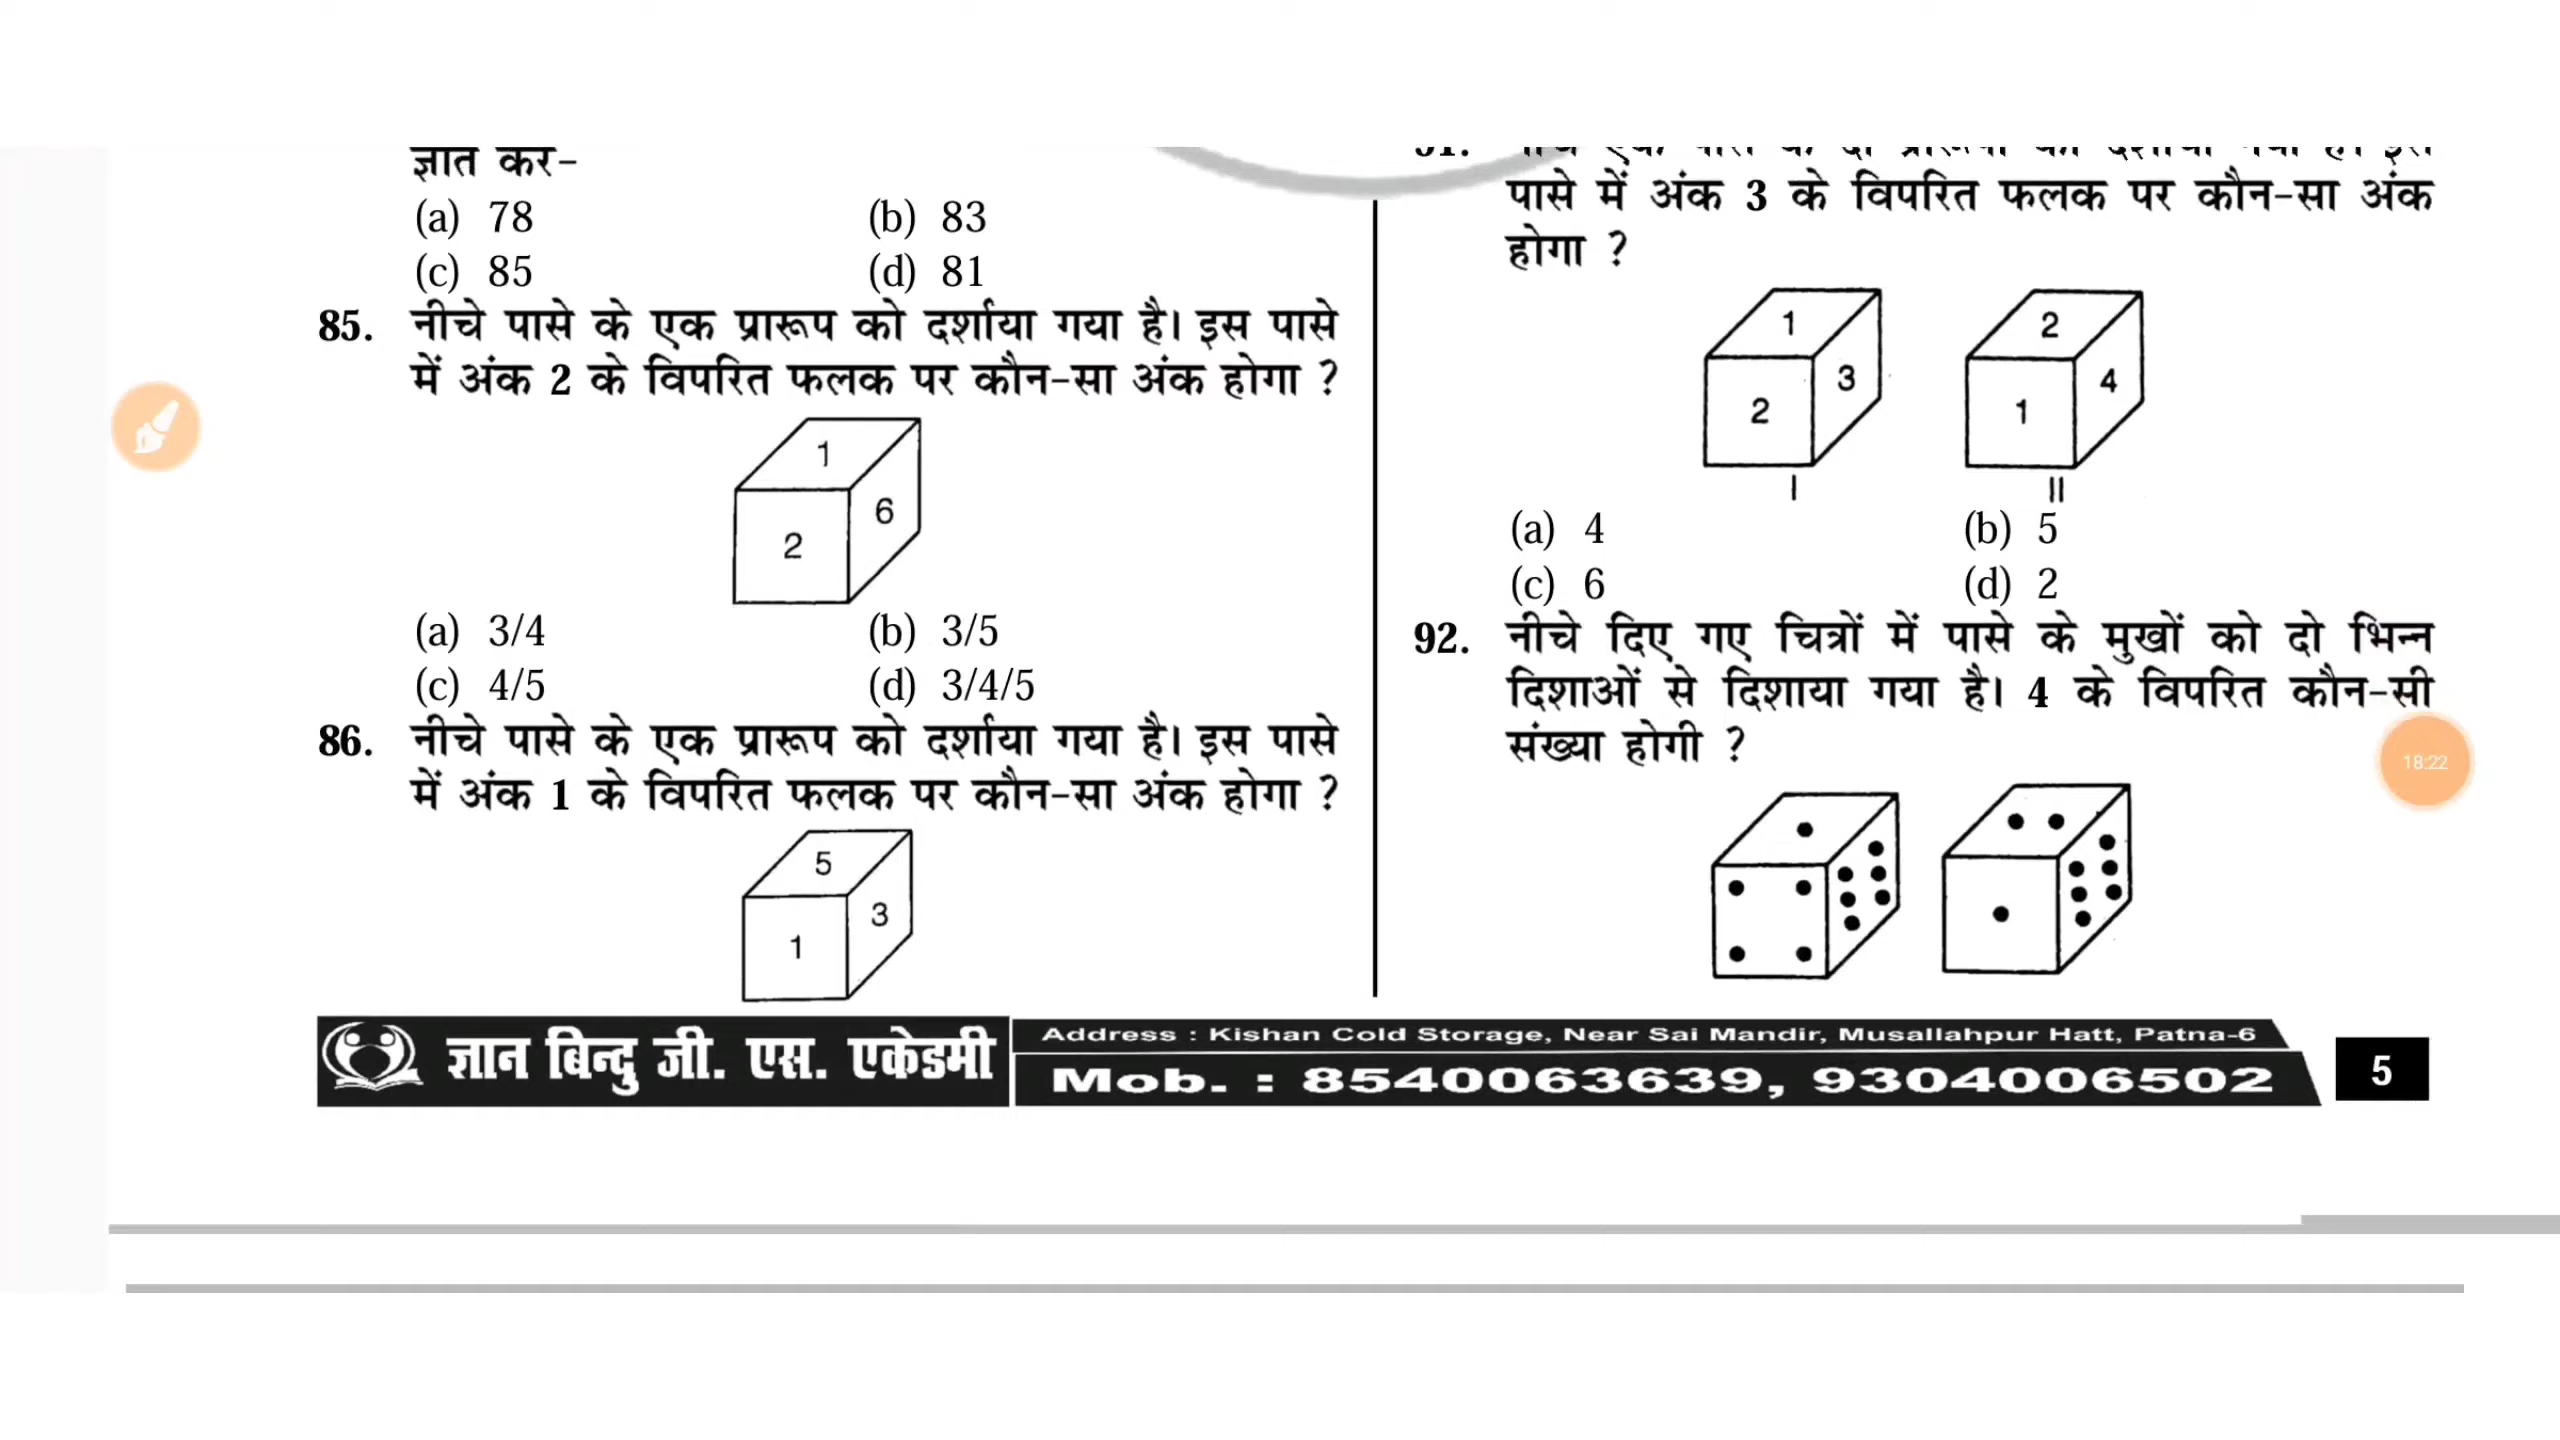 ज्ञात करें-
(a) 78 (b) 83
(c) 85 (d) 81
85. नीचे पासे के एक प्रारूप को दर्शाया गया है। इस पासे
में अंक 2 के विपरित फलक पर कौन-सा अंक होगा ?
1
6
2
(a) 3/4 (b) 3/5
(c) 4/5 (d) 3/4/5
86. नीचे पासे के एक प्रारूप को दर्शाया गया है। इस पासे
में अंक 1 के विपरित फलक पर कौन-सा अंक होगा ?
5
3
1
पासे में अंक 3 के विपरित फलक पर कौन-सा अंक
होगा ?
1 2
3 4
2 1
I II
(a) 4 (b) 5
(c) 6 (d) 2
92. नीचे दिए गए चित्रों में पासे के मुखों को दो भिन्न
दिशाओं से दिशाया गया है। 4 के विपरित कौन-सी
संख्या होगी ?
18:22
ज्ञान बिन्दु जी. एस. एकेडमी
Address : Kishan Cold Storage, Near Sai Mandir, Musallahpur Hatt, Patna-6
Mob. : 8540063639, 9304006502
5